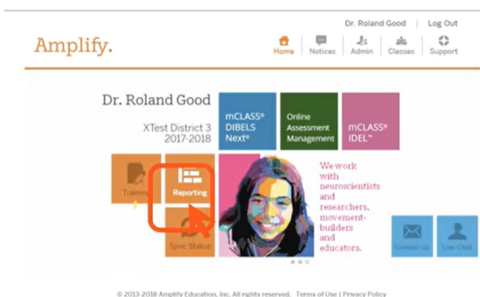 Dr. Roland Good | Log Out
Amplify.
Home
Notices
Admin
Classes
Support
Dr. Roland Good
XTest District 3
2017-2018
mCLASS®
DIBELS
Next®
Online
Assessment
Management
mCLASS®
IDEL™
Training
Reporting
Sync Status
We work
with
neuroscientists
and
researchers,
movement-
builders
and
educators.
Contact Us
Live Chat
© 2013-2018 Amplify Education, Inc. All rights reserved. Terms of Use | Privacy Policy